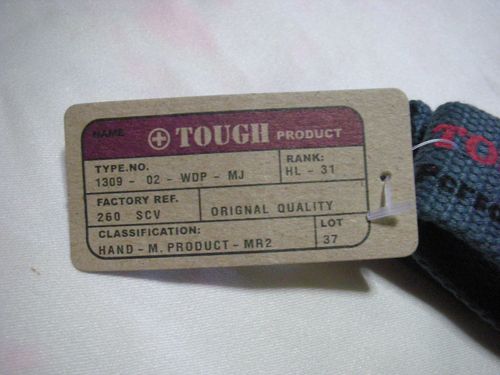 NAME TOUGH PRODUCT
TYPE.NO. RANK:
1309 - 02 - WDP - MJ HL - 31
FACTORY REF.
260 SCV ORIGNAL QUALITY
CLASSIFICATION: LOT
HAND - M. PRODUCT - MR2 37
TO